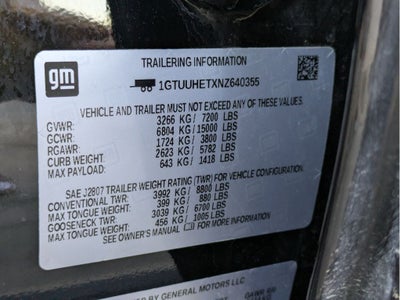 gm
TRAILERING INFORMATION
1GTUUHETXNZ640355
VEHICLE AND TRAILER MUST NOT EXCEED ANY OF THESE VALUES.
GVWR: 3266 KG / 7200 LBS
GCWR: 6804 KG / 15000 LBS
RGAWR: 1724 KG / 3800 LBS
CURB WEIGHT: 2623 KG / 5782 LBS
MAX PAYLOAD: 643 KG / 1418 LBS
SAE J2807 TRAILER WEIGHT RATING (TWR) FOR VEHICLE CONFIGURATION.
CONVENTIONAL TWR: 3992 KG / 8800 LBS
MAX TONGUE WEIGHT: 399 KG / 880 LBS
GOOSENECK TWR: 3039 KG / 6700 LBS
MAX TONGUE WEIGHT: 456 KG / 1005 LBS
SEE OWNER'S MANUAL FOR MORE INFORMATION.
BY GENERAL MOTORS LLC
GAWR RR